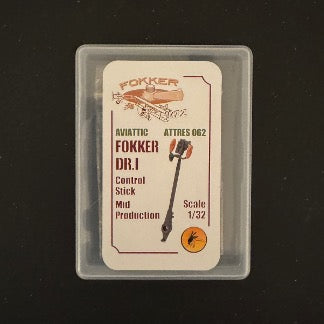 FOKKER
AVIATTIC ATTRES 062
FOKKER
DR.I
Control
Stick
Mid Scale
Production 1/32